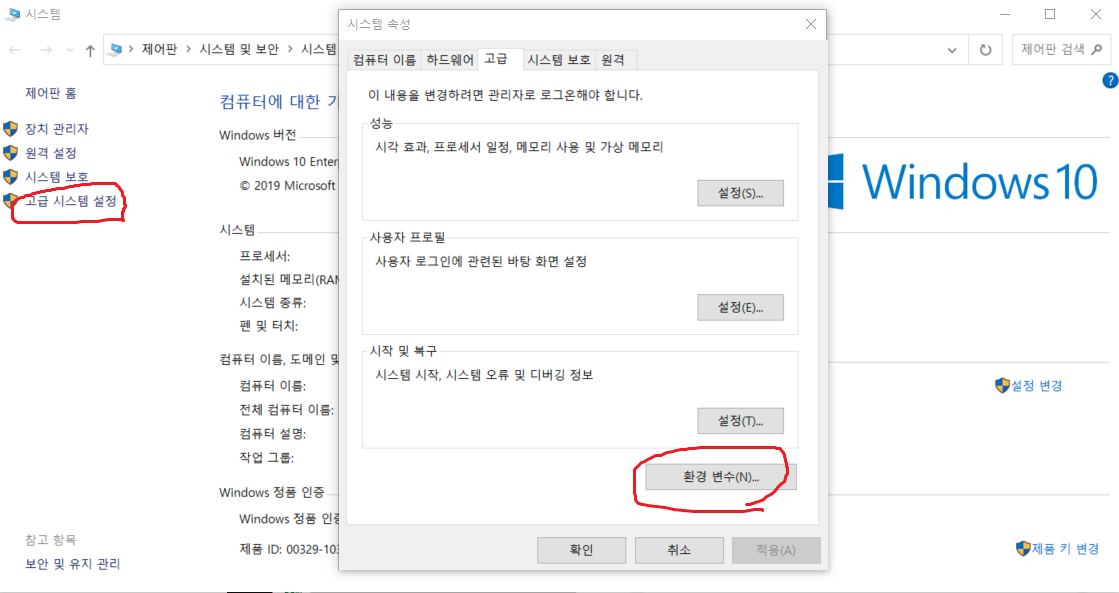 시스템
제어판 > 시스템 및 보안 > 시스템
제어판 검색
제어판 홈
장치 관리자
원격 설정
시스템 보호
고급 시스템 설정
참고 항목
보안 및 유지 관리
컴퓨터에 대한
Windows 버전
Windows 10
© 2019 Microsoft
시스템
프로세서:
설치된 메모리(RAM
시스템 종류:
펜 및 터치:
컴퓨터 이름, 도메인 및
컴퓨터 이름:
전체 컴퓨터 이름:
컴퓨터 설명:
작업 그룹:
Windows 정품 인증
Windows 정품 인증
제품 ID: 00329-103
시스템 속성
컴퓨터 이름 하드웨어 고급 시스템 보호 원격
이 내용을 변경하려면 관리자로 로그온해야 합니다.
성능
시각 효과, 프로세서 일정, 메모리 사용 및 가상 메모리
설정(S)...
사용자 프로필
사용자 로그인에 관련된 바탕 화면 설정
설정(E)...
시작 및 복구
시스템 시작, 시스템 오류 및 디버깅 정보
설정(T)...
환경 변수(N)...
확인 취소 적용(A)
?
Windows 10
설정 변경
제품 키 변경